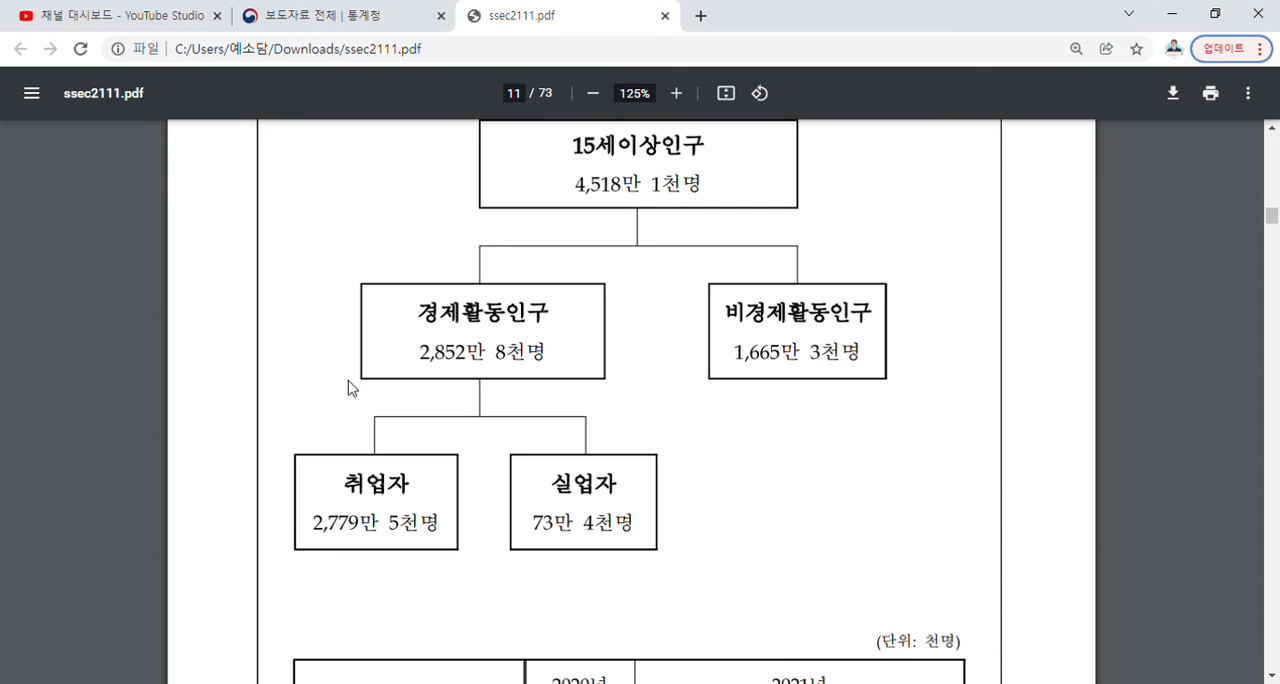 채널 대시보드 - YouTube Studio
보도자료 전체 | 통계청
ssec2111.pdf
파일
C:/Users/예소담/Downloads/ssec2111.pdf
업데이트
ssec2111.pdf
11 / 73
125%
15세이상인구
4,518만 1천명
경제활동인구
비경제활동인구
2,852만 8천명
1,665만 3천명
취업자
실업자
2,779만 5천명
73만 4천명
(단위: 천명)
2020년
2021년